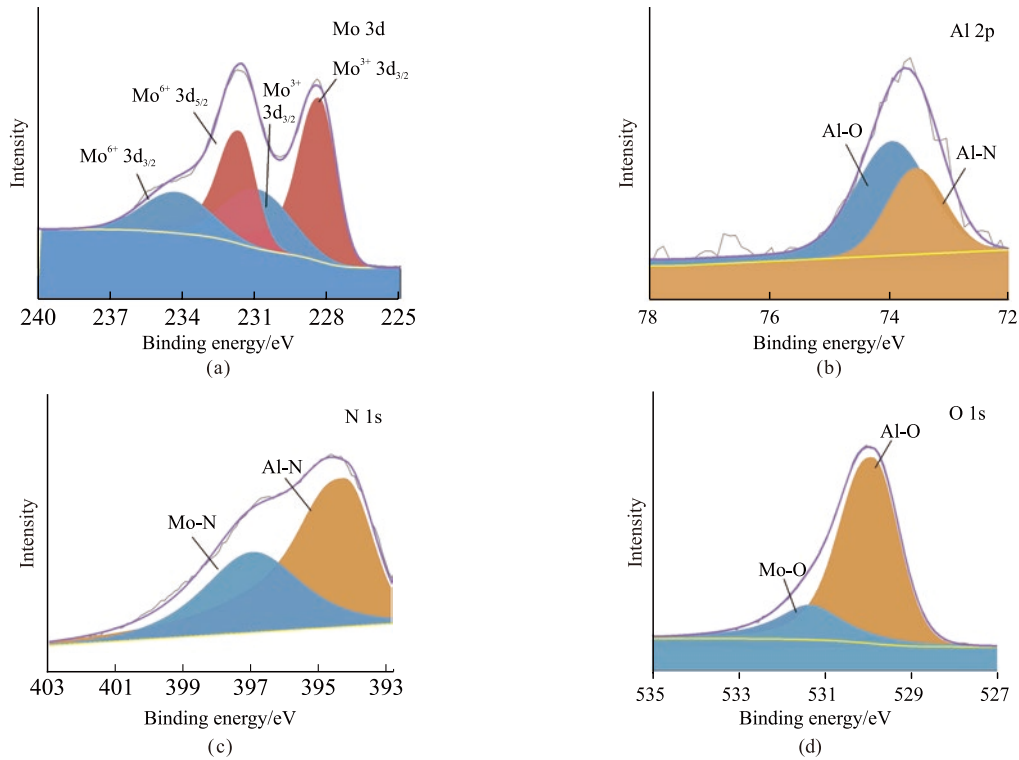 Mo 3d
Mo³⁺ 3d₃/₂
Mo³⁺
3d₃/₂
Mo⁶⁺ 3d₅/₂
Mo⁶⁺ 3d₃/₂
Intensity
240 237 234 231 228 225
Binding energy/eV
(a)
Al 2p
Al-O
Al-N
Intensity
78 76 74 72
Binding energy/eV
(b)
N 1s
Al-N
Mo-N
Intensity
403 401 399 397 395 393
Binding energy/eV
(c)
O 1s
Al-O
Mo-O
Intensity
535 533 531 529 527
Binding energy/eV
(d)